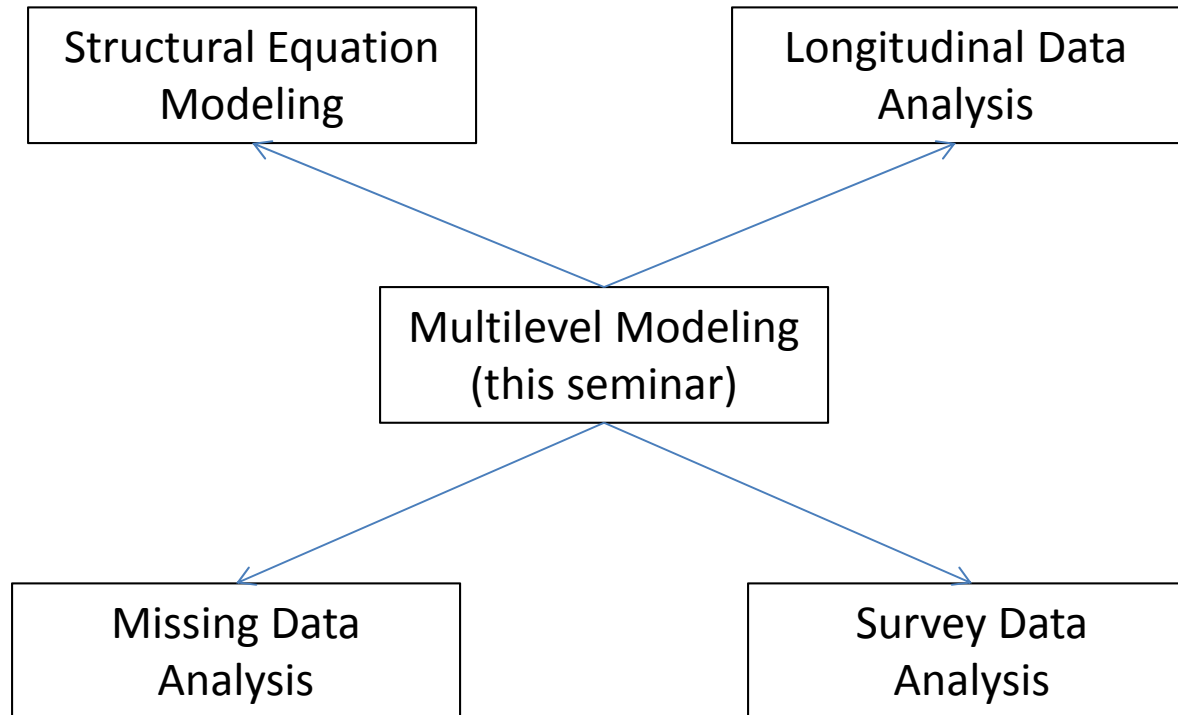 Structural Equation
Modeling
Longitudinal Data
Analysis
Multilevel Modeling
(this seminar)
Missing Data
Analysis
Survey Data
Analysis